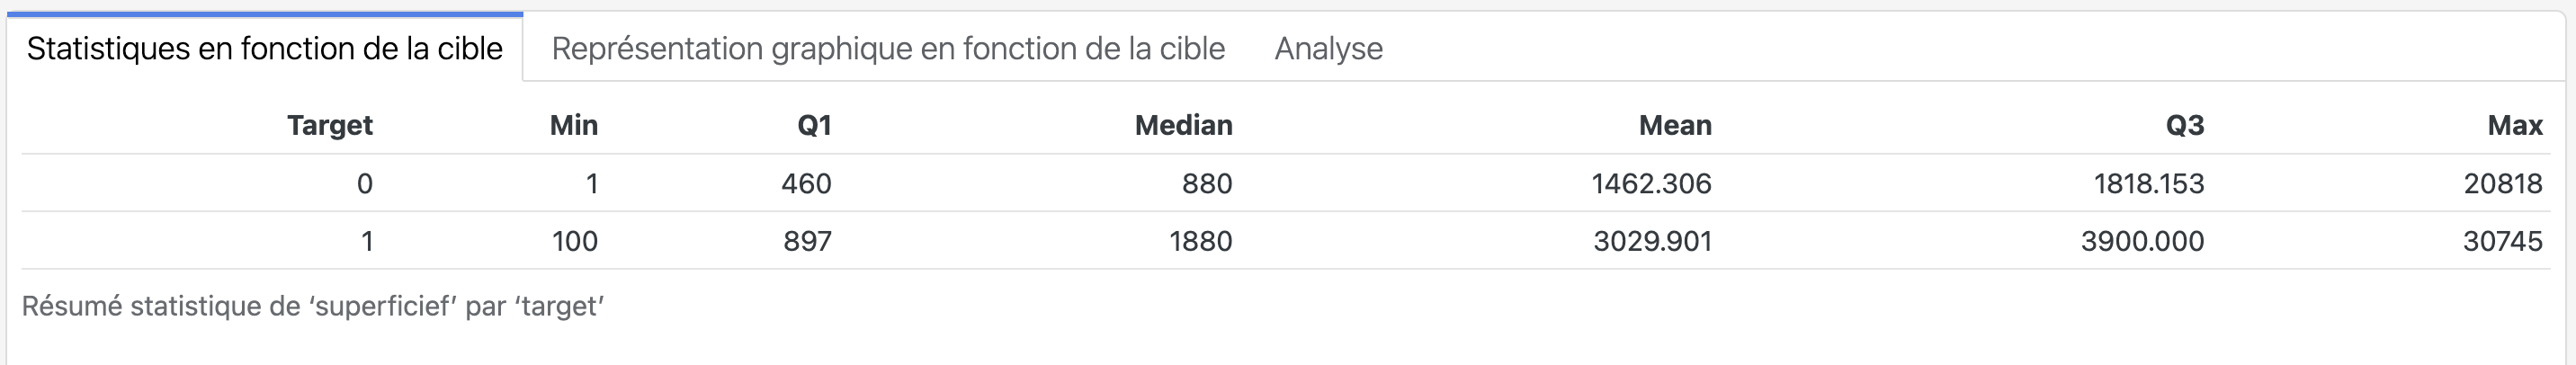 Statistiques en fonction de la cible Représentation graphique en fonction de la cible Analyse
Target Min Q1 Median Mean Q3 Max
0 1 460 880 1462.306 1818.153 20818
1 100 897 1880 3029.901 3900.000 30745
Résumé statistique de ‘superficief’ par ‘target’